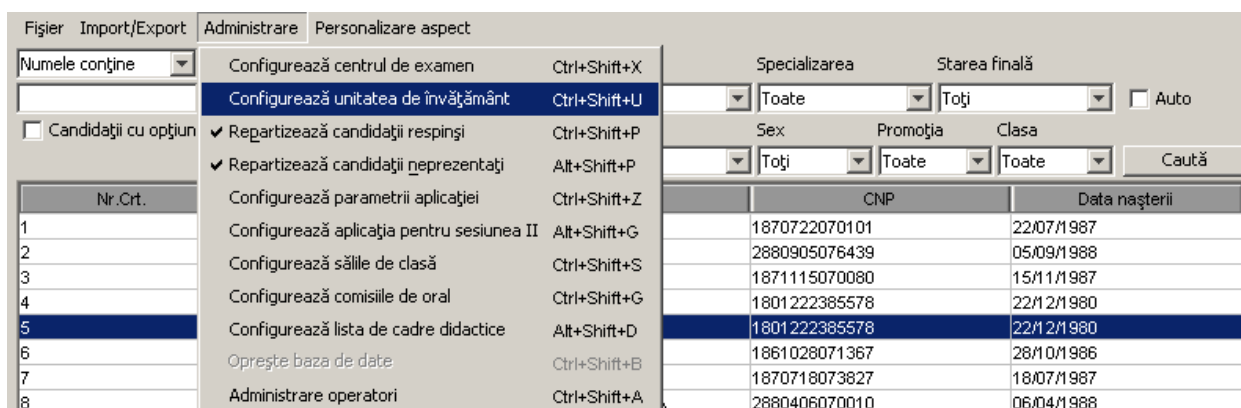 Fişier Import/Export Administrare Personalizare aspect
Numele conţine
Configurează centrul de examen Ctrl+Shift+X
Specializarea Starea finală
Configurează unitatea de învăţământ Ctrl+Shift+U
Toate Toţi Auto
Candidaţii cu opţiun
Repartizează candidaţii respinşi Ctrl+Shift+P
Sex Promoţia Clasa
Repartizează candidaţii neprezentaţi Alt+Shift+P
Toţi Toate Toate Caută
Configurează parametrii aplicaţiei Ctrl+Shift+Z
Nr.Crt. CNP Data naşterii
Configurează aplicaţia pentru sesiunea II Alt+Shift+G
1 1870722070101 22/07/1987
2 2880905076439 05/09/1988
Configurează sălile de clasă Ctrl+Shift+S
3 1871115070080 15/11/1987
Configurează comisiile de oral Ctrl+Shift+G
4 1801222385578 22/12/1980
Configurează lista de cadre didactice Alt+Shift+D
5 1801222385578 22/12/1980
Opreşte baza de date Ctrl+Shift+B
6 1861028071367 28/10/1986
7 1870718073827 18/07/1987
Administrare operatori Ctrl+Shift+A
8 2880406070010 06/04/1988